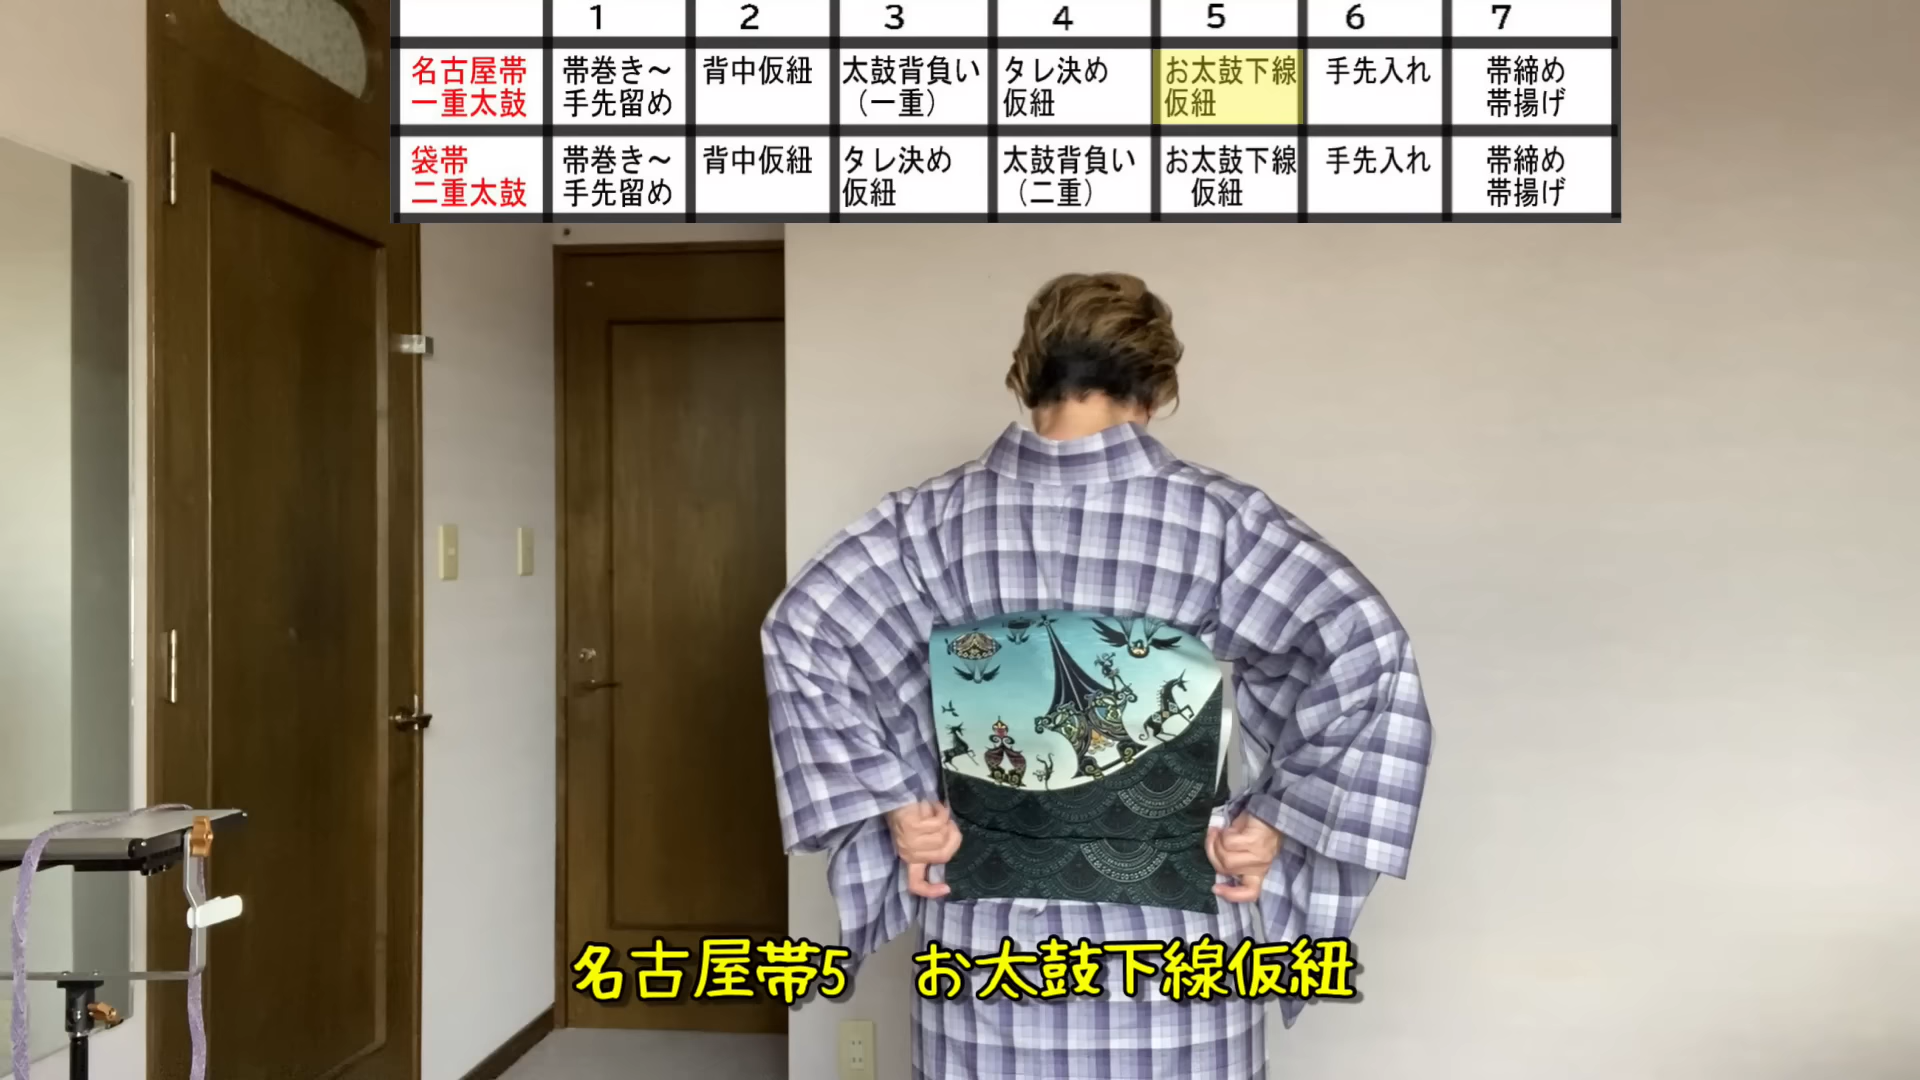 1 2 3 4 5 6 7
名古屋帯 帯巻き～ 背中仮紐 太鼓背負い タレ決め お太鼓下線 手先入れ 帯締め
一重太鼓 手先留め （一重） 仮紐 仮紐 帯揚げ
袋帯 帯巻き～ 背中仮紐 タレ決め 太鼓背負い お太鼓下線 手先入れ 帯締め
二重太鼓 手先留め 仮紐 （二重） 仮紐 帯揚げ
名古屋帯5 お太鼓下線仮紐